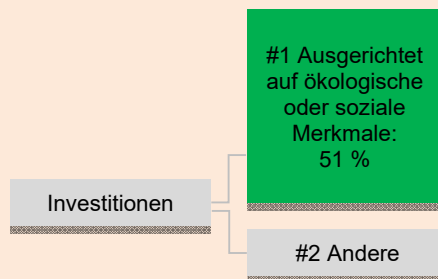 #1 Ausgerichtet
auf ökologische
oder soziale
Merkmale:
51 %
Investitionen
#2 Andere